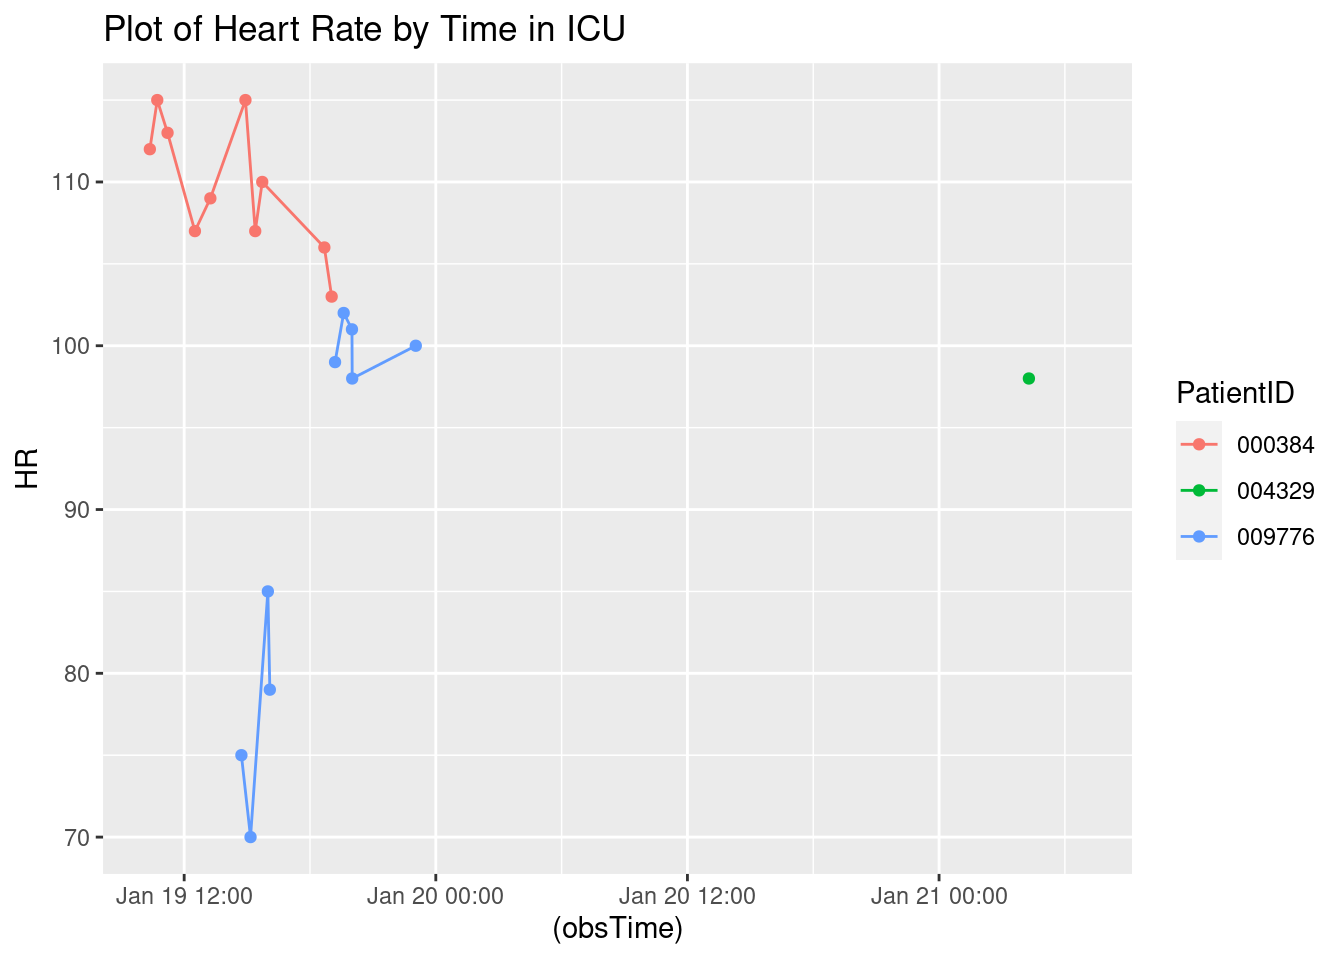 Plot of Heart Rate by Time in ICU
110
100
90
80
70
HR
Jan 19 12:00
Jan 20 00:00
Jan 20 12:00
Jan 21 00:00
(obsTime)
PatientID
000384
004329
009776